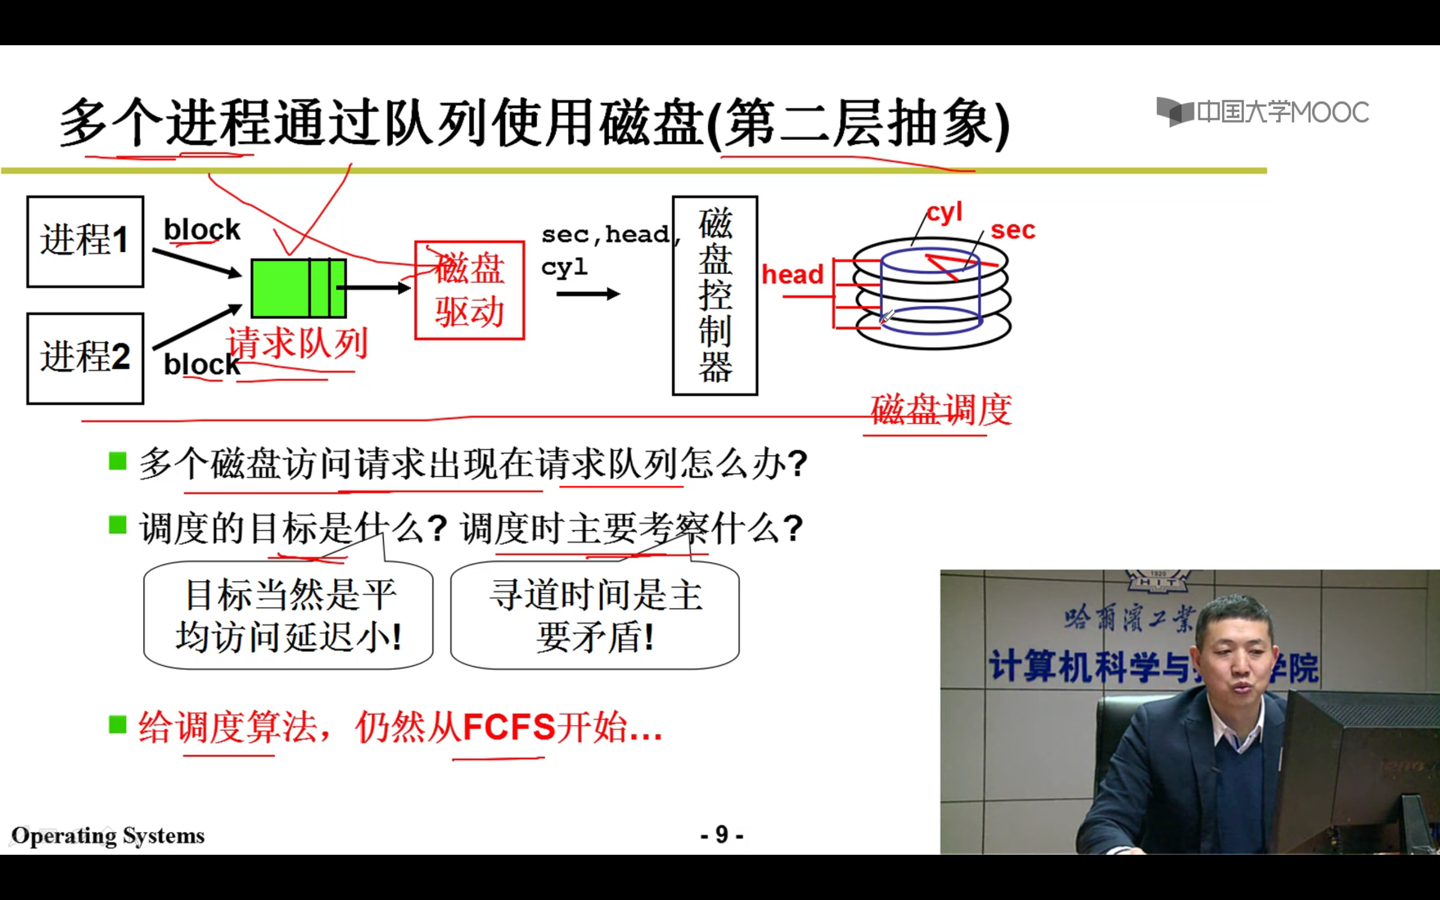 多个进程通过队列使用磁盘(第二层抽象)
中国大学MOOC
进程1
block
进程2
block
请求队列
磁盘
驱动
sec,head,
cyl
磁盘控制器
head
cyl
sec
磁盘调度
多个磁盘访问请求出现在请求队列怎么办?
调度的目标是什么? 调度时主要考察什么?
目标当然是平
均访问延迟小!
寻道时间是主
要矛盾!
给调度算法，仍然从FCFS开始...
HIT
哈爾濱工業
计算机科学与
学院
Operating Systems
- 9 -